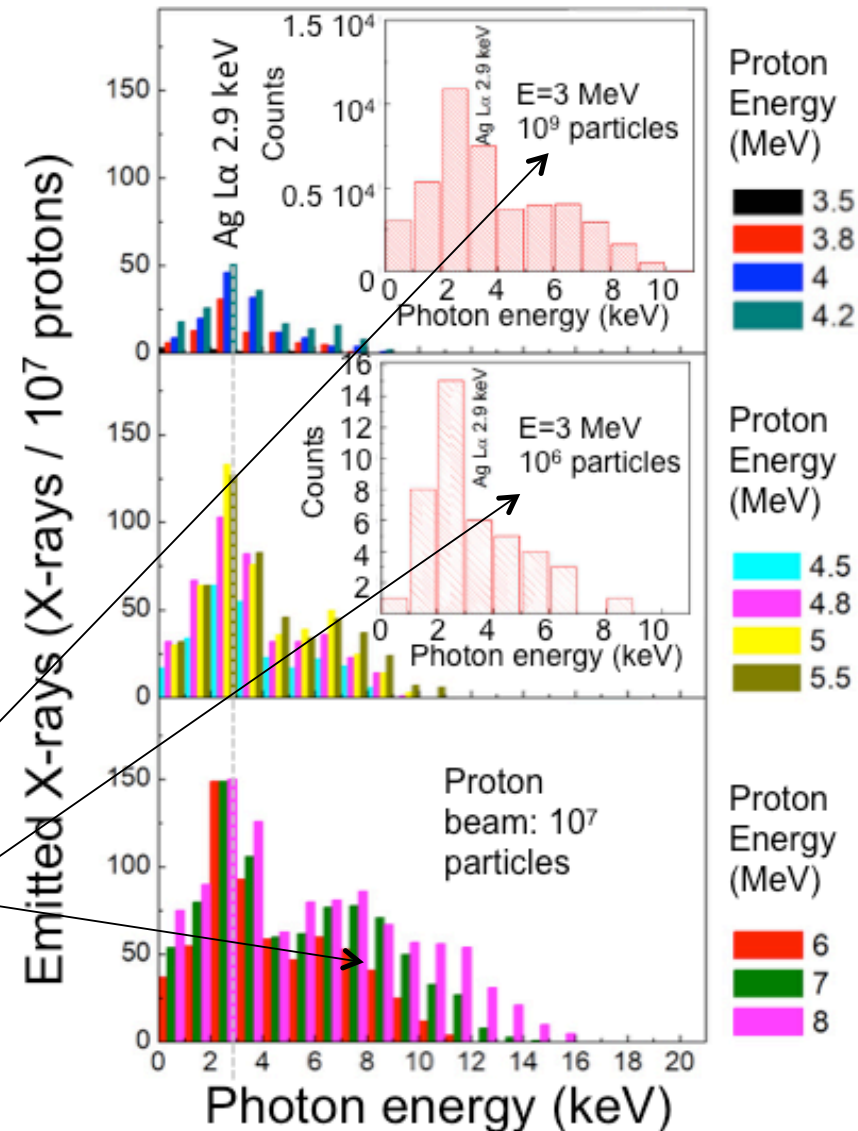 Emitted X-rays (X-rays / 10⁷ protons)
150
100
50
0
Ag Lα 2.9 keV
Counts
1.5 10⁴
10⁴
0.5 10⁴
0
Ag Lα 2.9 keV
E=3 MeV
10⁹ particles
0 2 4 6 8 10
Photon energy (keV)
Proton
Energy
(MeV)
3.5
3.8
4
4.2
150
100
50
0
Counts
16
14
12
10
8
6
4
2
Ag Lα 2.9 keV
E=3 MeV
10⁶ particles
0 2 4 6 8 10
Photon energy (keV)
Proton
Energy
(MeV)
4.5
4.8
5
5.5
150
100
50
0
Proton
beam: 10⁷
particles
Proton
Energy
(MeV)
6
7
8
0 2 4 6 8 10 12 14 16 18 20
Photon energy (keV)